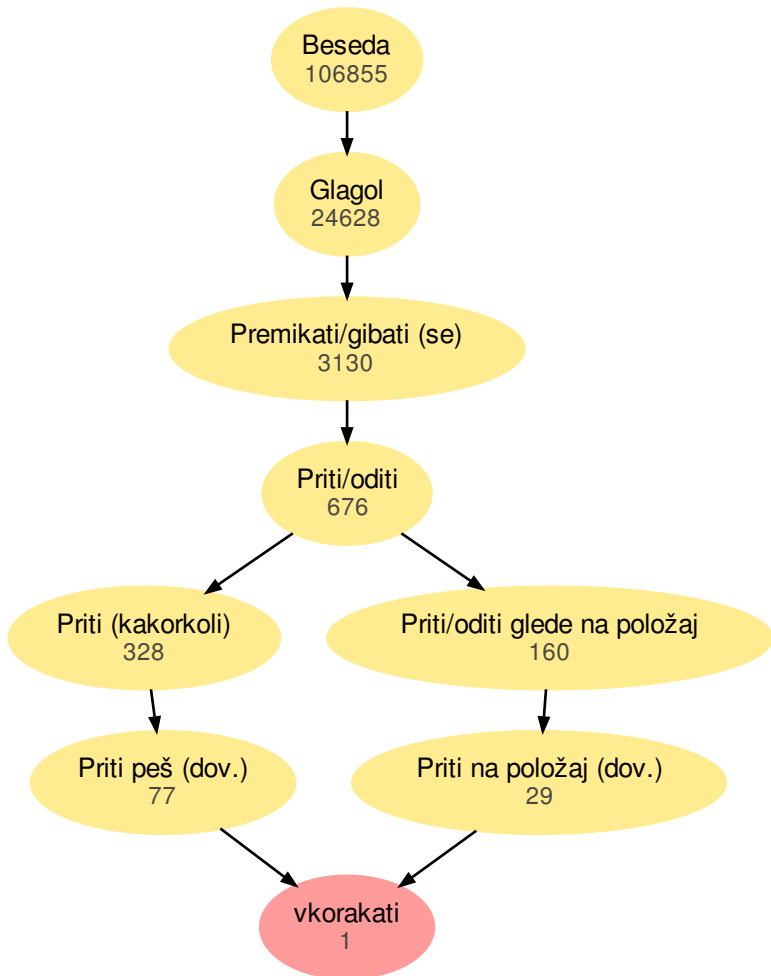 Beseda
106855
Glagol
24628
Premikati/gibati (se)
3130
Priti/oditi
676
Priti (kakorkoli)
328
Priti/oditi glede na položaj
160
Priti peš (dov.)
77
Priti na položaj (dov.)
29
vkorakati
1